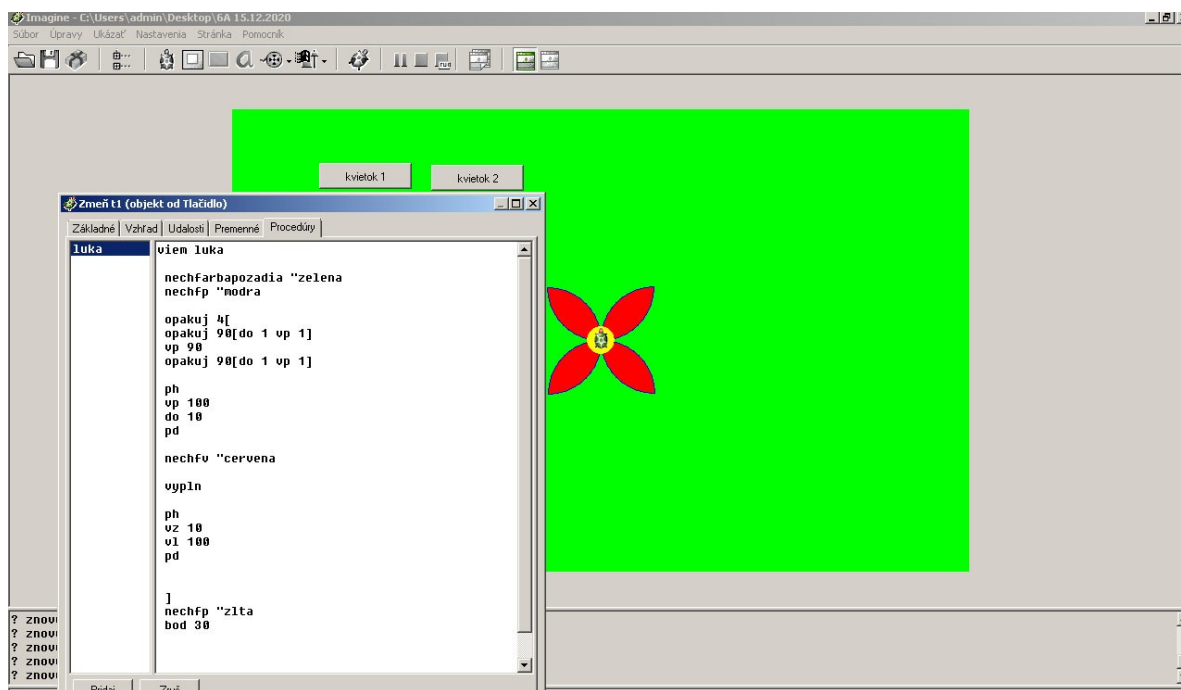 Imagine - C:\Users\admin\Desktop\6A 15.12.2020
Súbor Úpravy Ukázať Nastavenia Stránka Pomocník
kvietok 1 kvietok 2
Zmeň t1 (objekt od Tlačidlo)
Základné Vzhľad Udalosti Premenné Procedúry
luka
viem luka
nechfarbapozadia "zelena
nechfp "modra
opakuj 4[
opakuj 90[do 1 vp 1]
vp 90
opakuj 90[do 1 vp 1]
ph
vp 100
do 10
pd
nechfv "cervena
vypln
ph
vz 10
vl 100
pd
]
nechfp "zlta
bod 30
? znovu
? znovu
? znovu
? znovu
? znovu